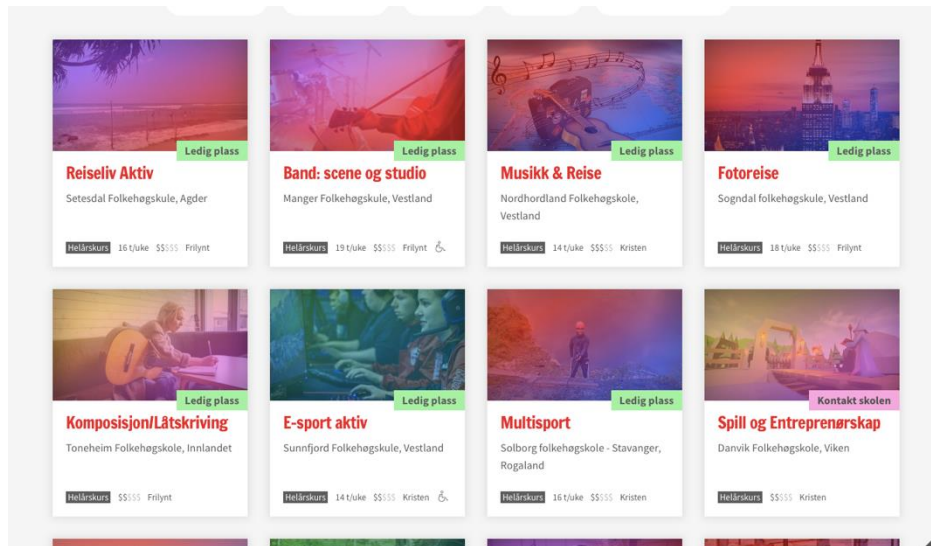 Ledig plass
Reiseliv Aktiv
Setesdal Folkehøgskule, Agder
Helårskurs 16 t/uke $$$$$ Frilynt
Ledig plass
Band: scene og studio
Manger Folkehøgskule, Vestland
Helårskurs 19 t/uke $$$$$ Frilynt
Ledig plass
Musikk & Reise
Nordhordland Folkehøgskole,
Vestland
Helårskurs 14 t/uke $$$$$ Kristen
Ledig plass
Fotoreise
Sogndal folkehøgskule, Vestland
Helårskurs 18 t/uke $$$$$ Frilynt
Ledig plass
Komposisjon/Låtskriving
Toneheim Folkehøgskole, Innlandet
Helårskurs $$$$$ Frilynt
Ledig plass
E-sport aktiv
Sunnfjord Folkehøgskule, Vestland
Helårskurs 14 t/uke $$$$$ Kristen
Ledig plass
Multisport
Solborg folkehøgskole - Stavanger,
Rogaland
Helårskurs 16 t/uke $$$$$ Kristen
Kontakt skolen
Spill og Entreprenørskap
Danvik Folkehøgskole, Viken
Helårskurs $$$$$ Kristen